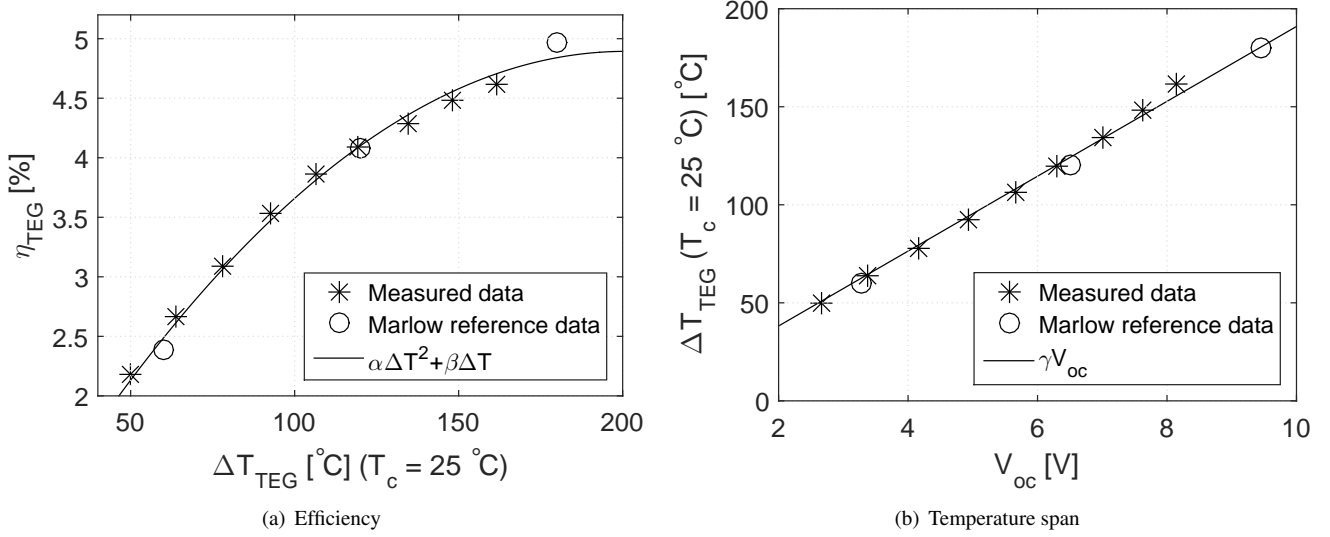 5
4.5
4
3.5
3
2.5
2
η_TEG [%]
Measured data
Marlow reference data
αΔT²+βΔT
50 100 150 200
ΔT_TEG [°C] (T_c = 25 °C)
(a) Efficiency
200
150
100
50
0
ΔT_TEG (T_c = 25 °C) [°C]
Measured data
Marlow reference data
γV_oc
2 4 6 8 10
V_oc [V]
(b) Temperature span